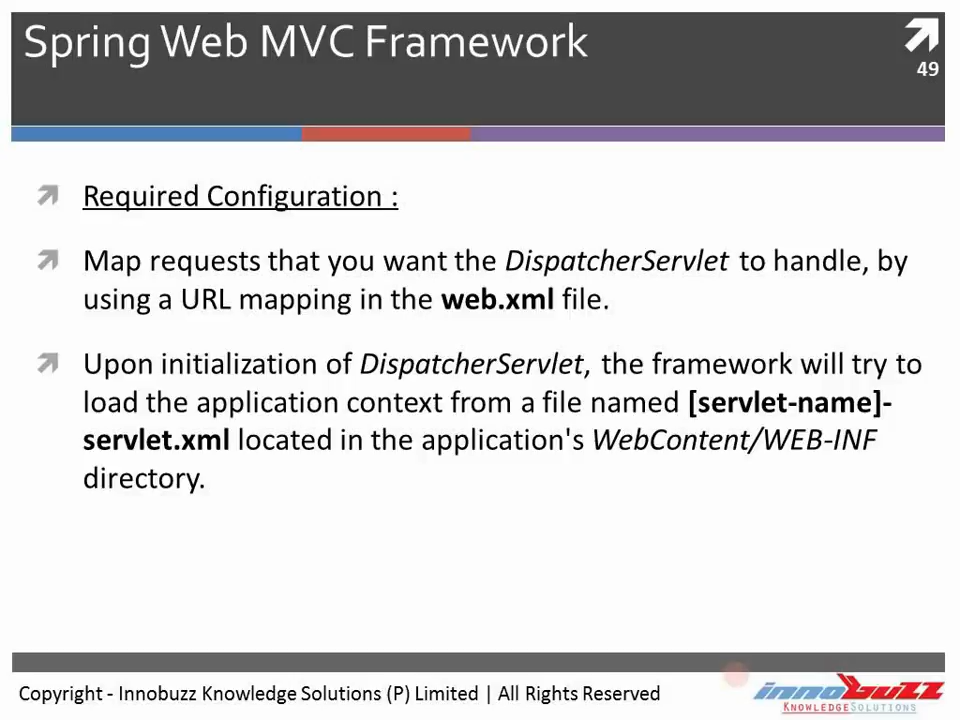 Spring Web MVC Framework
49
Required Configuration :
Map requests that you want the DispatcherServlet to handle, by
using a URL mapping in the web.xml file.
Upon initialization of DispatcherServlet, the framework will try to
load the application context from a file named [servlet-name]-
servlet.xml located in the application's WebContent/WEB-INF
directory.
Copyright - Innobuzz Knowledge Solutions (P) Limited | All Rights Reserved
innobuzz
KNOWLEDGESOLUTIONS